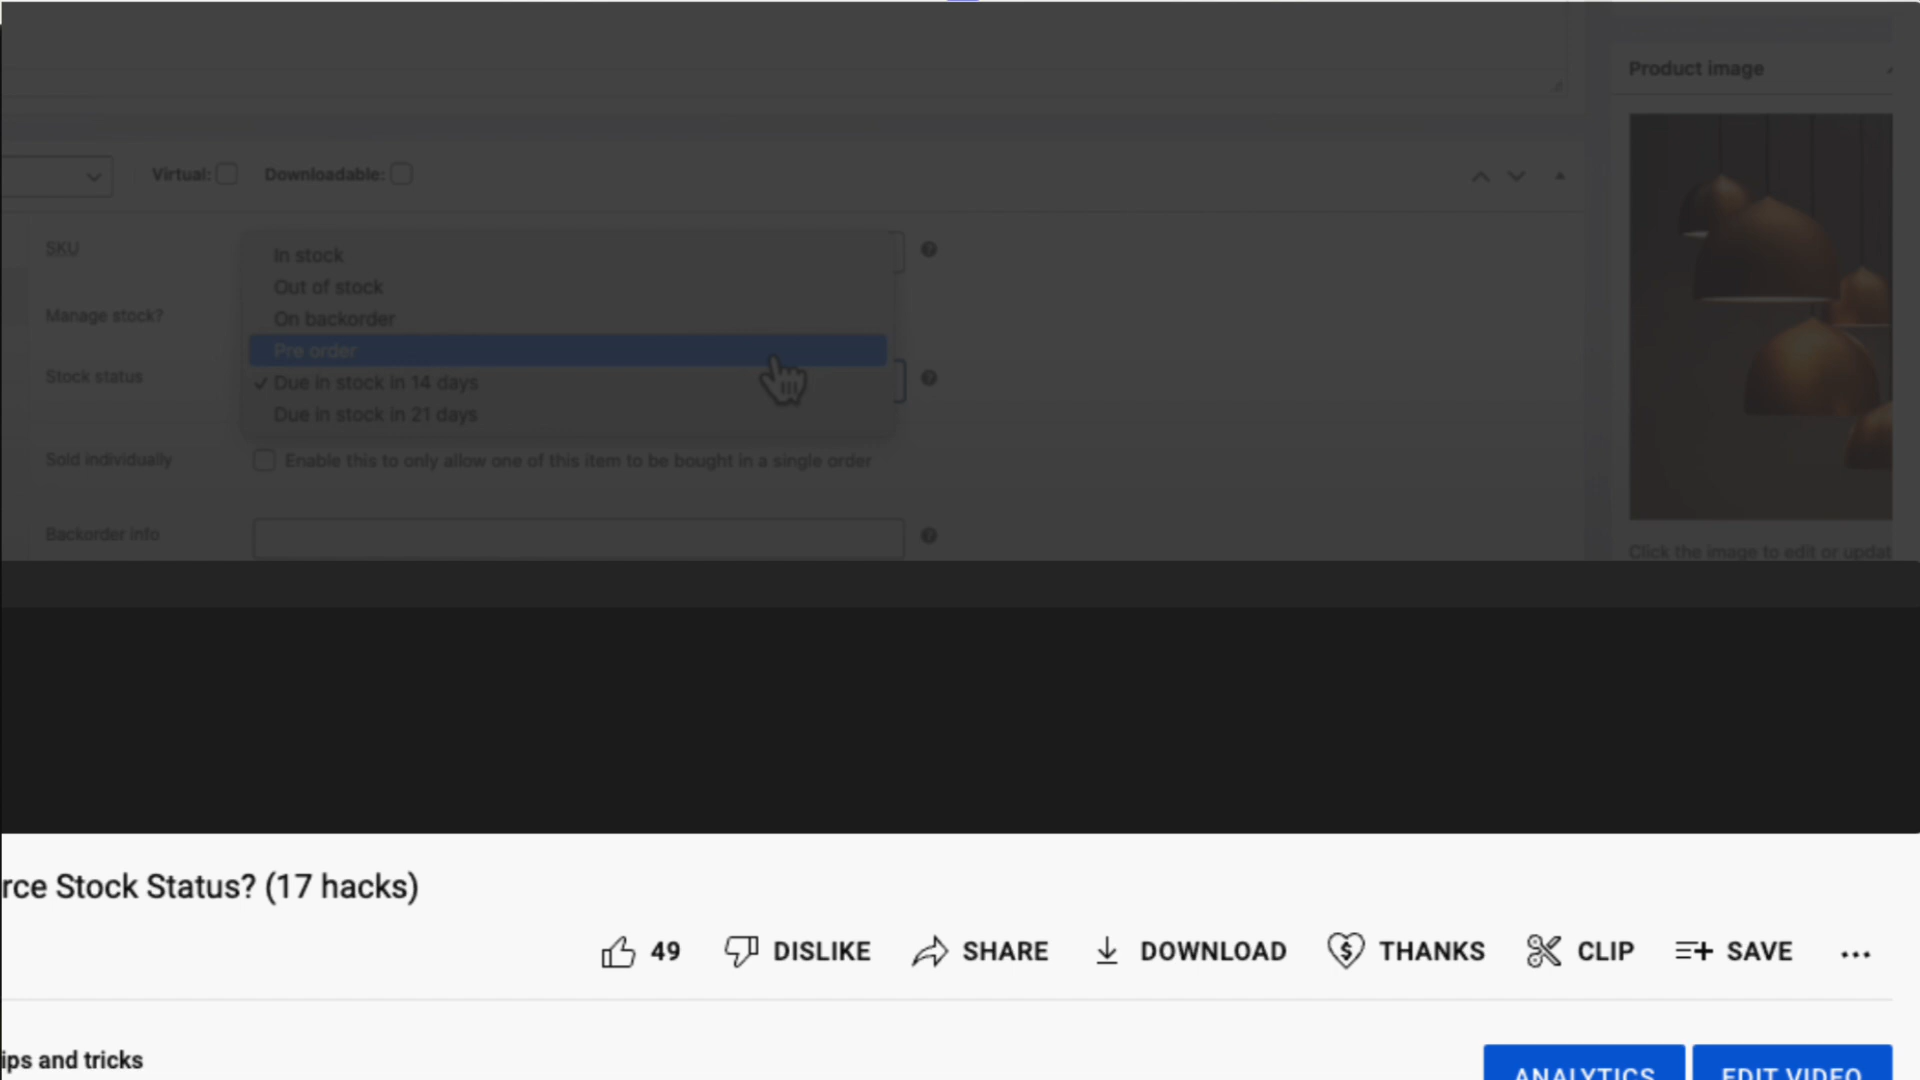 Product image
Virtual: Downloadable:
SKU
In stock
Out of stock
Manage stock?
On backorder
Pre order
Stock status
✓ Due in stock in 14 days
Due in stock in 21 days
Sold individually
Enable this to only allow one of this item to be bought in a single order
Backorder info
Click the image to edit or updat
rce Stock Status? (17 hacks)
49 DISLIKE SHARE DOWNLOAD THANKS CLIP SAVE ...
ips and tricks
ANALYTICS EDIT VIDEO